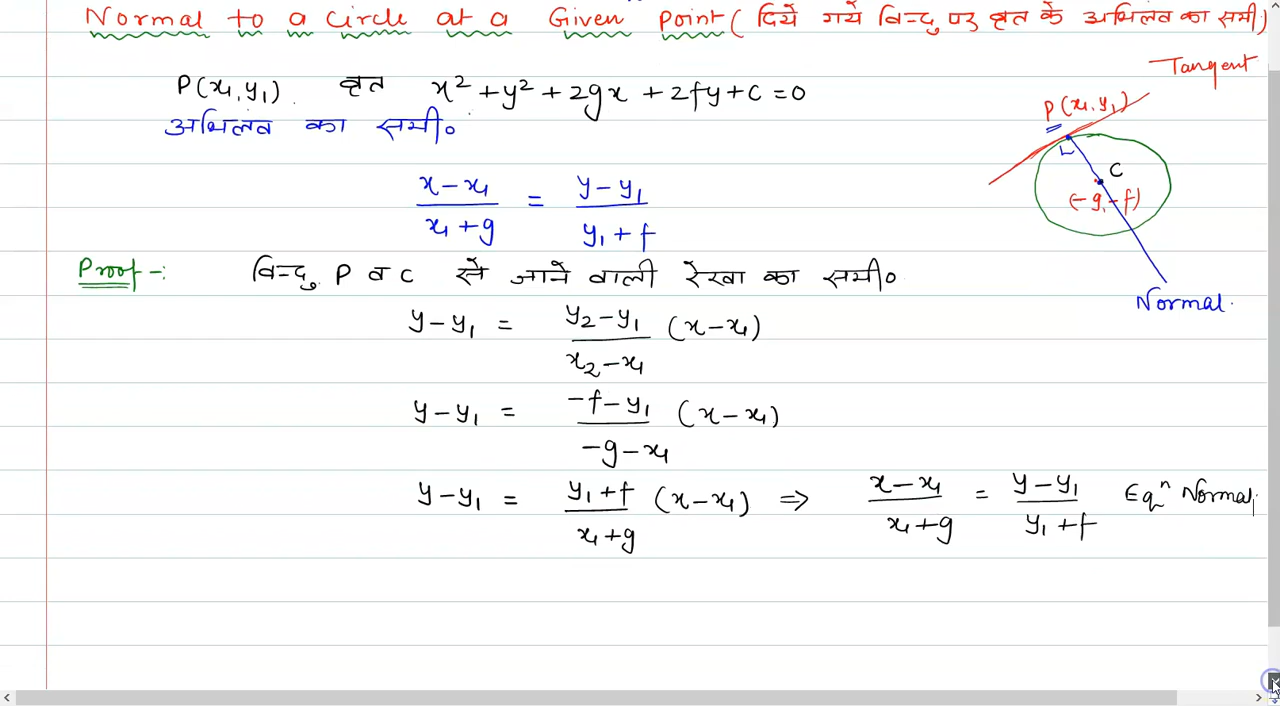 Normal to a Circle at a Given Point (दिये गये विन्दु पर वृत के अभिलंव का समी)
Tangent
P(x₁, y₁) वृत x² + y² + 2gx + 2fy + c = 0
P(x₁, y₁)
अभिलंव का समी०
C
(-g, -f)
(x - x₁)/(x₁ + g) = (y - y₁)/(y₁ + f)
Proof -: विन्दु P व C से जाने वाली रेखा का समी०
Normal
y - y₁ = (y₂ - y₁)/(x₂ - x₁) (x - x₁)
y - y₁ = (-f - y₁)/(-g - x₁) (x - x₁)
y - y₁ = (y₁ + f)/(x₁ + g) (x - x₁) ⇒ (x - x₁)/(x₁ + g) = (y - y₁)/(y₁ + f) Eqⁿ Normal